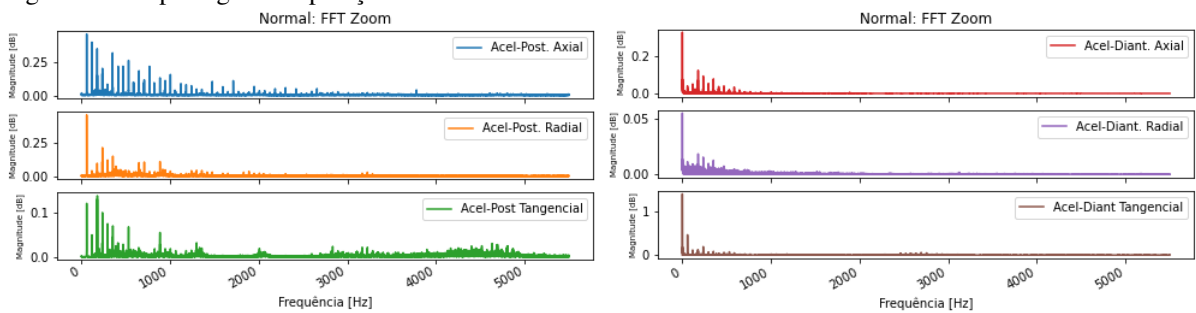 Normal: FFT Zoom
Magnitude [dB]
0.25
0.00
Acel-Post. Axial
Magnitude [dB]
0.25
0.00
Acel-Post. Radial
Magnitude [dB]
0.1
0.0
Acel-Post Tangencial
0 1000 2000 3000 4000 5000
Frequência [Hz]
Normal: FFT Zoom
Magnitude [dB]
0.2
0.0
Acel-Diant. Axial
Magnitude [dB]
0.05
0.00
Acel-Diant. Radial
Magnitude [dB]
1
0
Acel-Diant Tangencial
0 1000 2000 3000 4000 5000
Frequência [Hz]